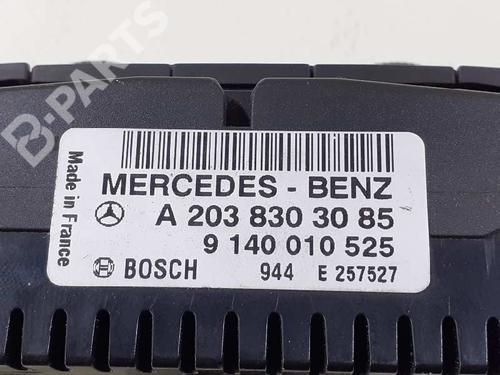 B-PARTS
Made in France
MERCEDES - BENZ
A 203 830 30 85
9 140 010 525
BOSCH 944 E 257527